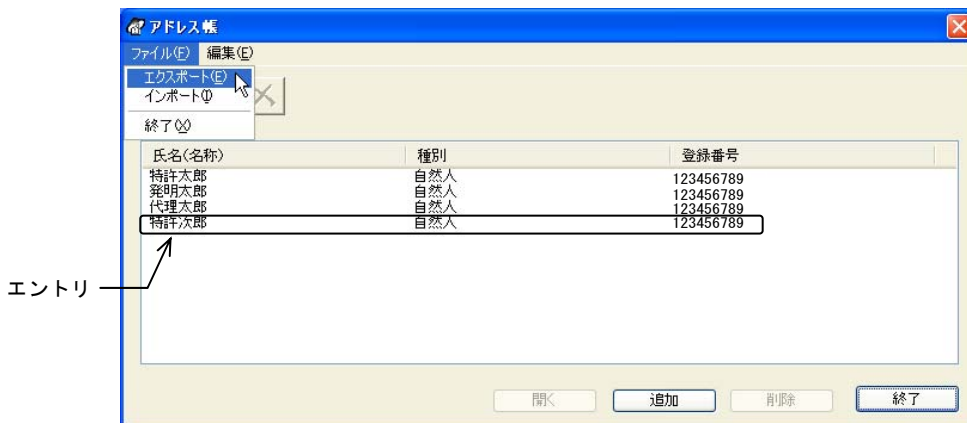 アドレス帳
ファイル(F) 編集(E)
エクスポート(E)
インポート(I)
終了(X)
氏名(名称) 種別 登録番号
特許太郎 自然人 123456789
発明太郎 自然人 123456789
代理太郎 自然人 123456789
特許次郎 自然人 123456789
エントリ
開く 追加 削除 終了